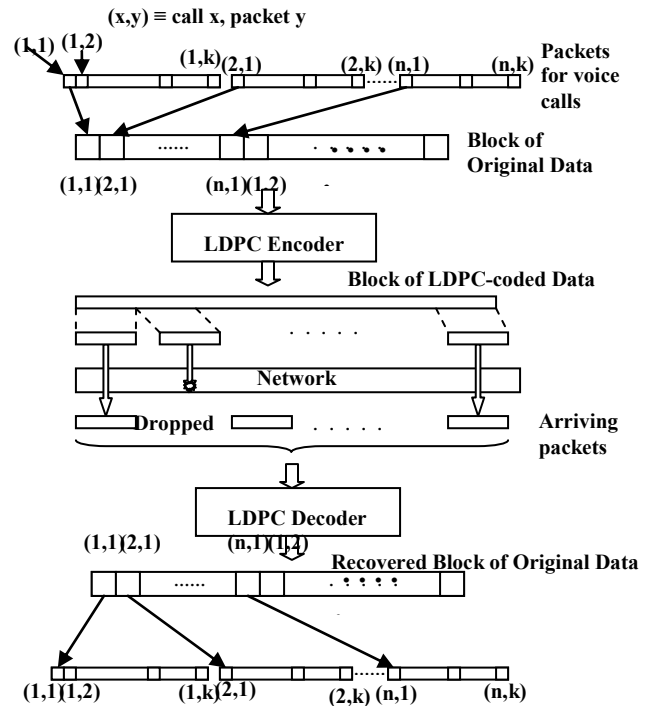 (x,y) ≡ call x, packet y
(1,1) (1,2) (1,k) (2,1) (2,k) (n,1) (n,k)
Packets
for voice
calls
Block of
Original Data
(1,1) (2,1) (n,1) (1,2)
LDPC Encoder
Block of LDPC-coded Data
Network
Dropped
Arriving
packets
LDPC Decoder
(1,1) (2,1) (n,1) (1,2)
Recovered Block of Original Data
(1,1) (1,2) (1,k) (2,1) (2,k) (n,1) (n,k)